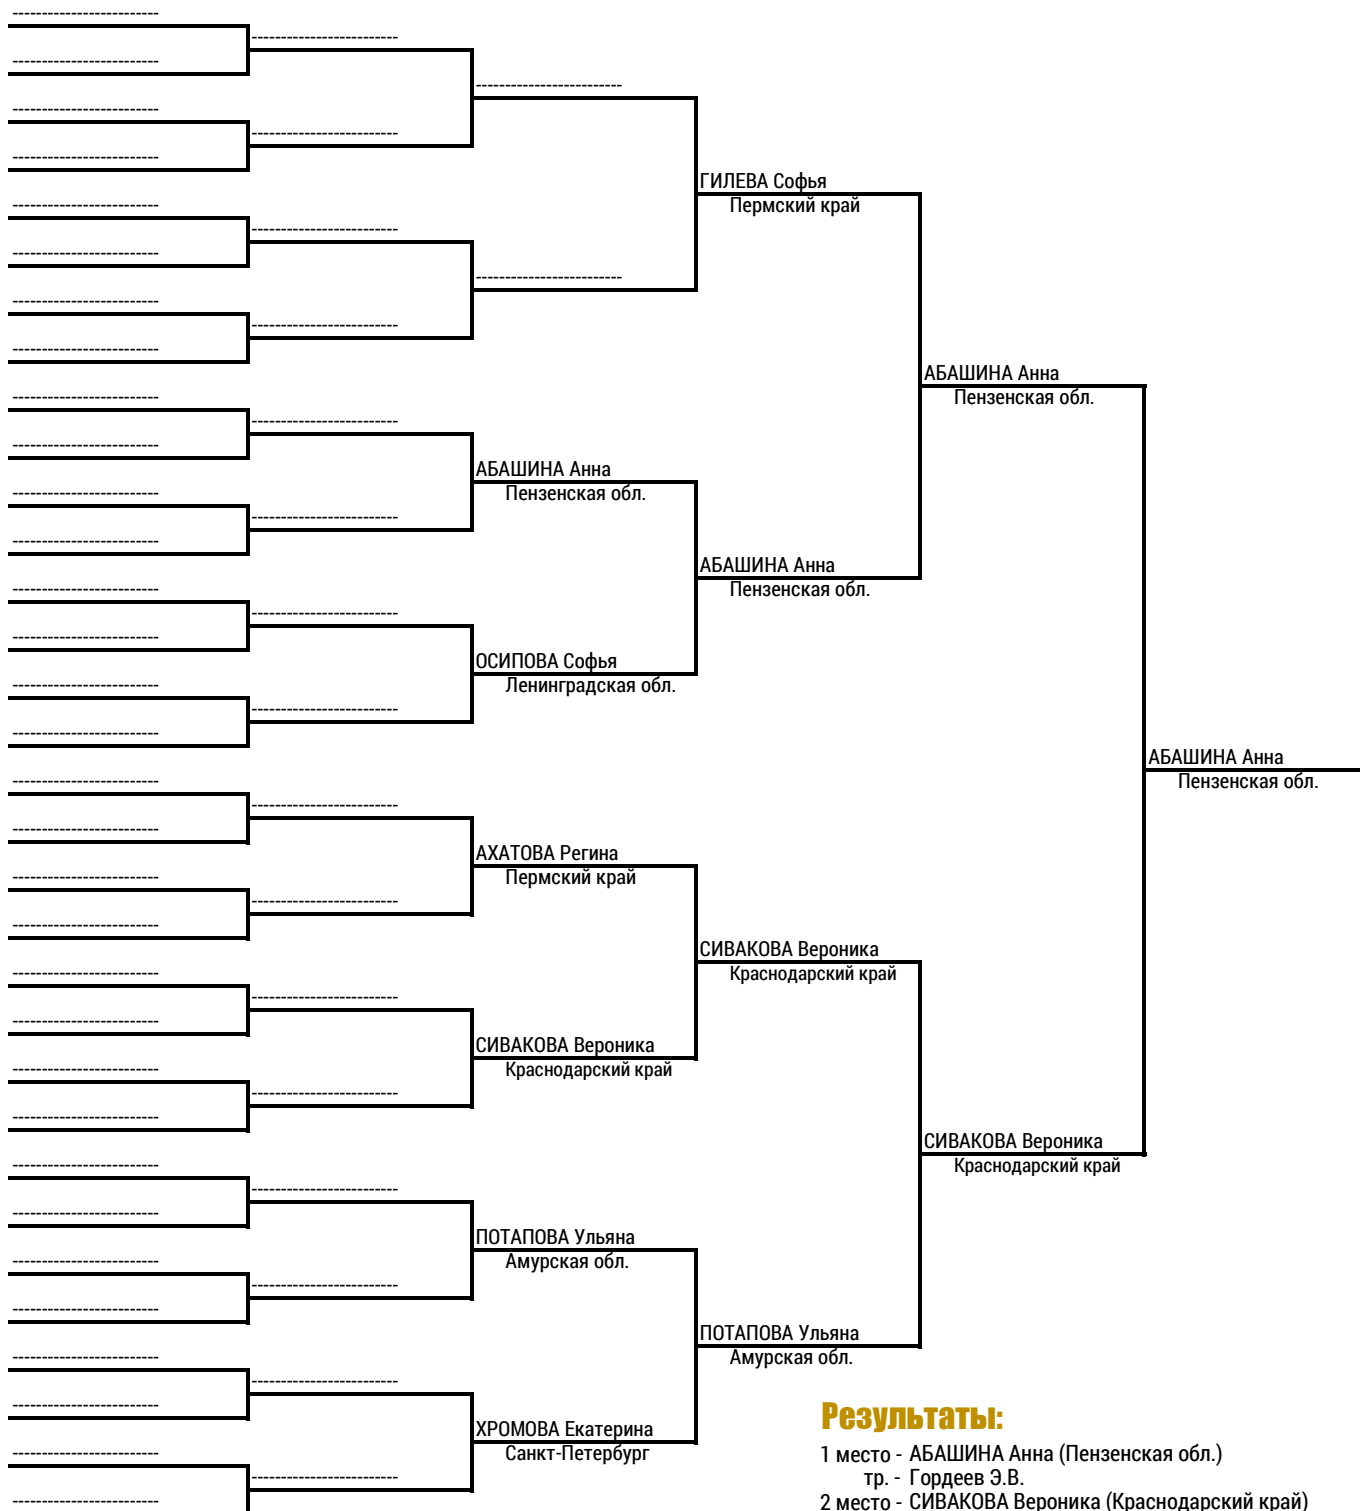 ГИЛЕВА Софья
Пермский край
АБАШИНА Анна
Пензенская обл.
АБАШИНА Анна
Пензенская обл.
АБАШИНА Анна
Пензенская обл.
ОСИПОВА Софья
Ленинградская обл.
АБАШИНА Анна
Пензенская обл.
АХАТОВА Регина
Пермский край
СИВАКОВА Вероника
Краснодарский край
СИВАКОВА Вероника
Краснодарский край
СИВАКОВА Вероника
Краснодарский край
ПОТАПОВА Ульяна
Амурская обл.
ПОТАПОВА Ульяна
Амурская обл.
ХРОМОВА Екатерина
Санкт-Петербург
Результаты:
1 место - АБАШИНА Анна (Пензенская обл.)
тр. - Гордеев Э.В.
2 место - СИВАКОВА Вероника (Краснодарский край)